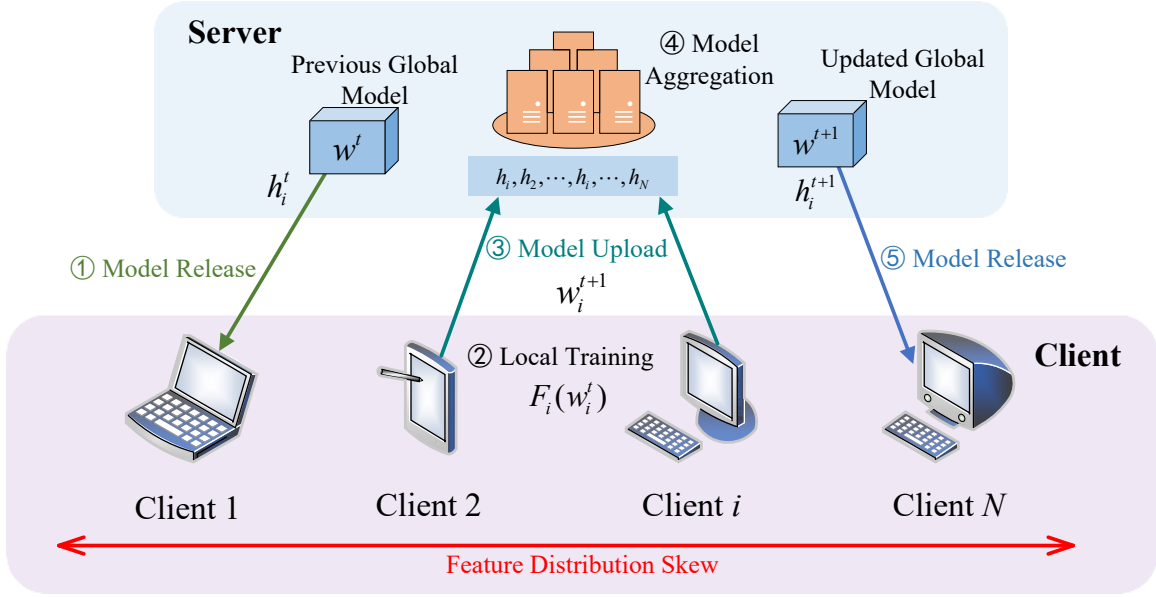 Server
Previous Global
Model
w^t
h_i^t
④ Model
Aggregation
h_i, h_2, ⋯, h_i, ⋯, h_N
Updated Global
Model
w^{t+1}
h_i^{t+1}
① Model Release
③ Model Upload
w_i^{t+1}
⑤ Model Release
Client
② Local Training
F_i(w_i^t)
Client 1
Client 2
Client i
Client N
Feature Distribution Skew